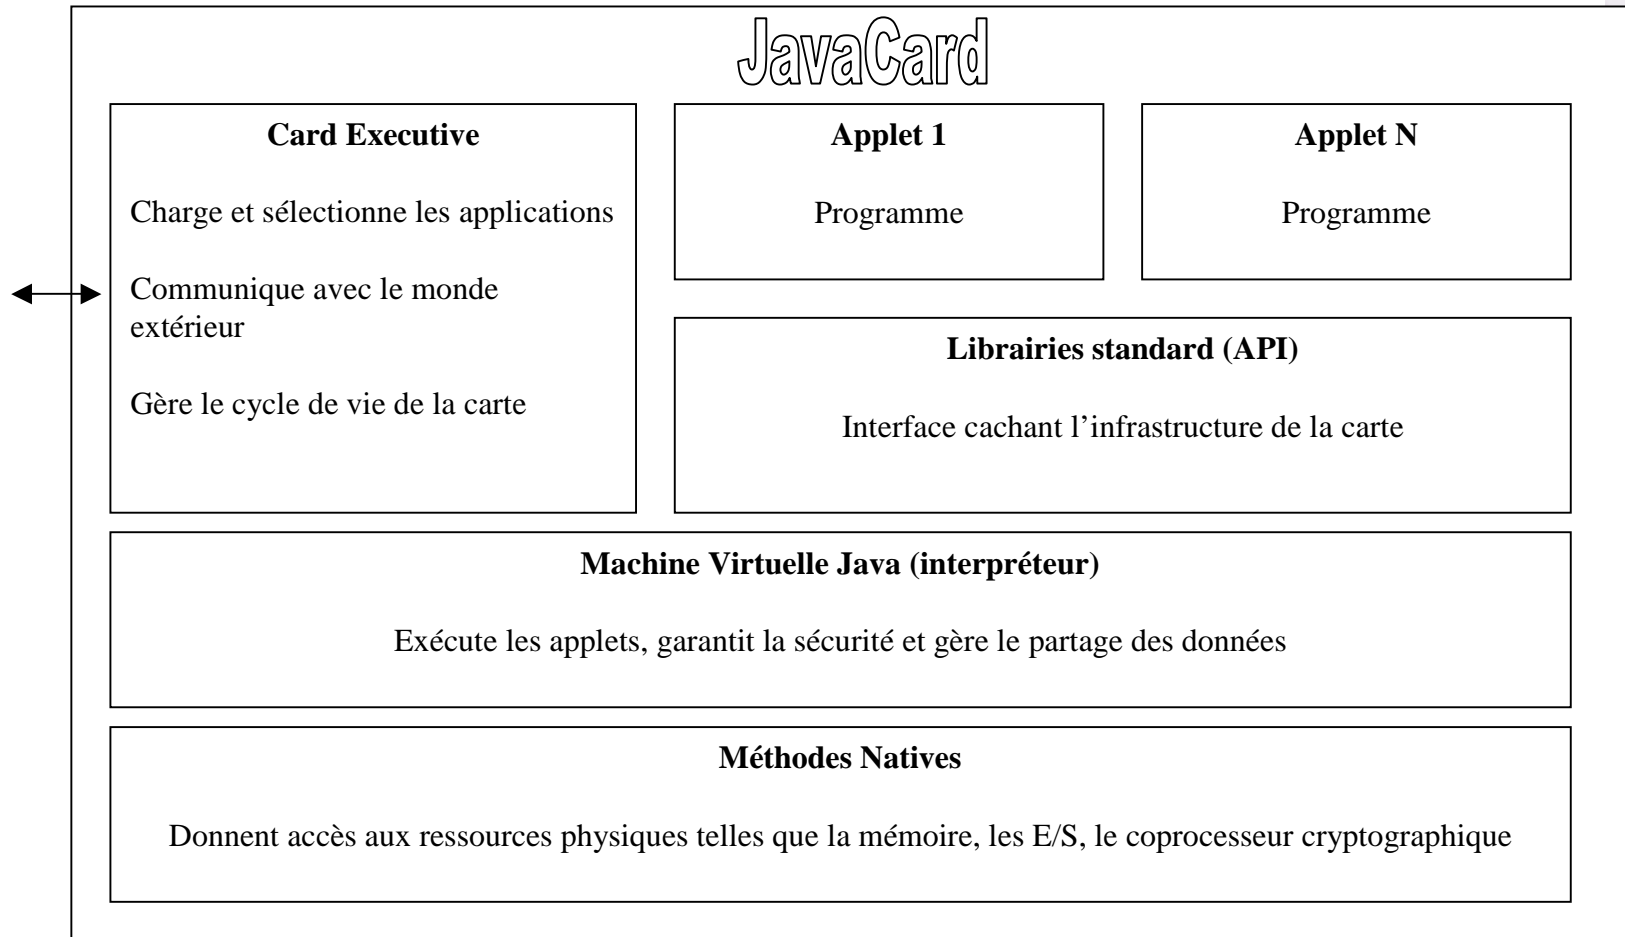 JavaCard
Card Executive
Charge et sélectionne les applications
Communique avec le monde
extérieur
Gère le cycle de vie de la carte
Applet 1
Programme
Applet N
Programme
Librairies standard (API)
Interface cachant l’infrastructure de la carte
Machine Virtuelle Java (interpréteur)
Exécute les applets, garantit la sécurité et gère le partage des données
Méthodes Natives
Donnent accès aux ressources physiques telles que la mémoire, les E/S, le coprocesseur cryptographique